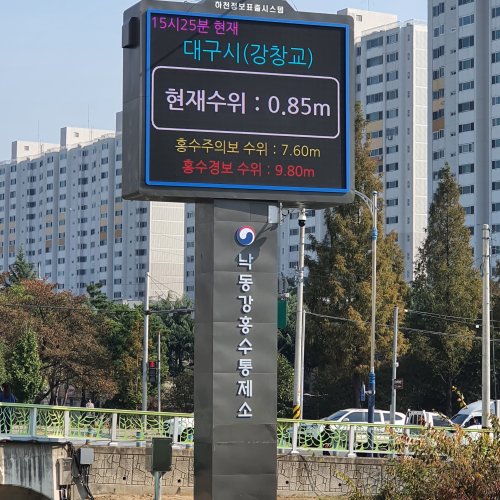 하천정보표출시스템
15시25분 현재
대구시(강창교)
현재수위 : 0.85m
홍수주의보 수위 : 7.60m
홍수경보 수위 : 9.80m
낙동강홍수통제소